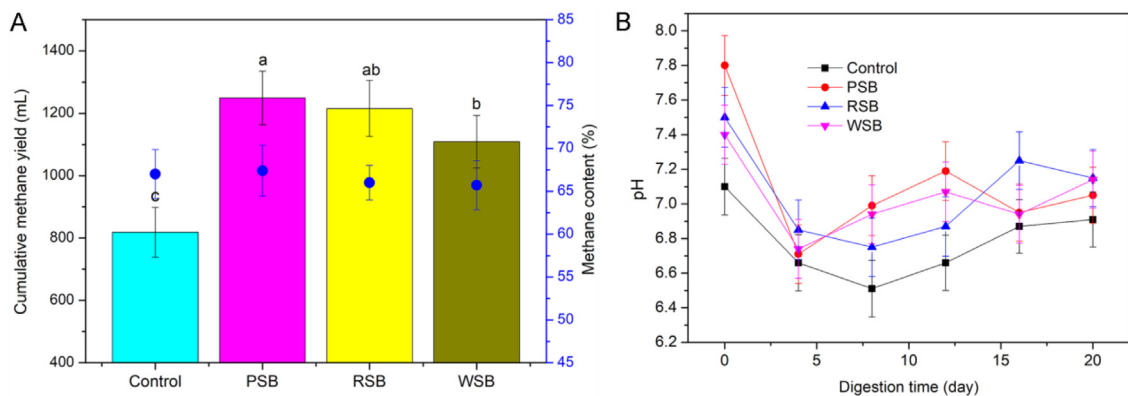 A
Cumulative methane yield (mL)
1400
1200
1000
800
600
400
a
ab
b
c
Control
PSB
RSB
WSB
85
80
75
70
65
60
55
50
45
Methane content (%)
B
pH
8.0
7.8
7.6
7.4
7.2
7.0
6.8
6.6
6.4
6.2
Control
PSB
RSB
WSB
0
5
10
15
20
Digestion time (day)